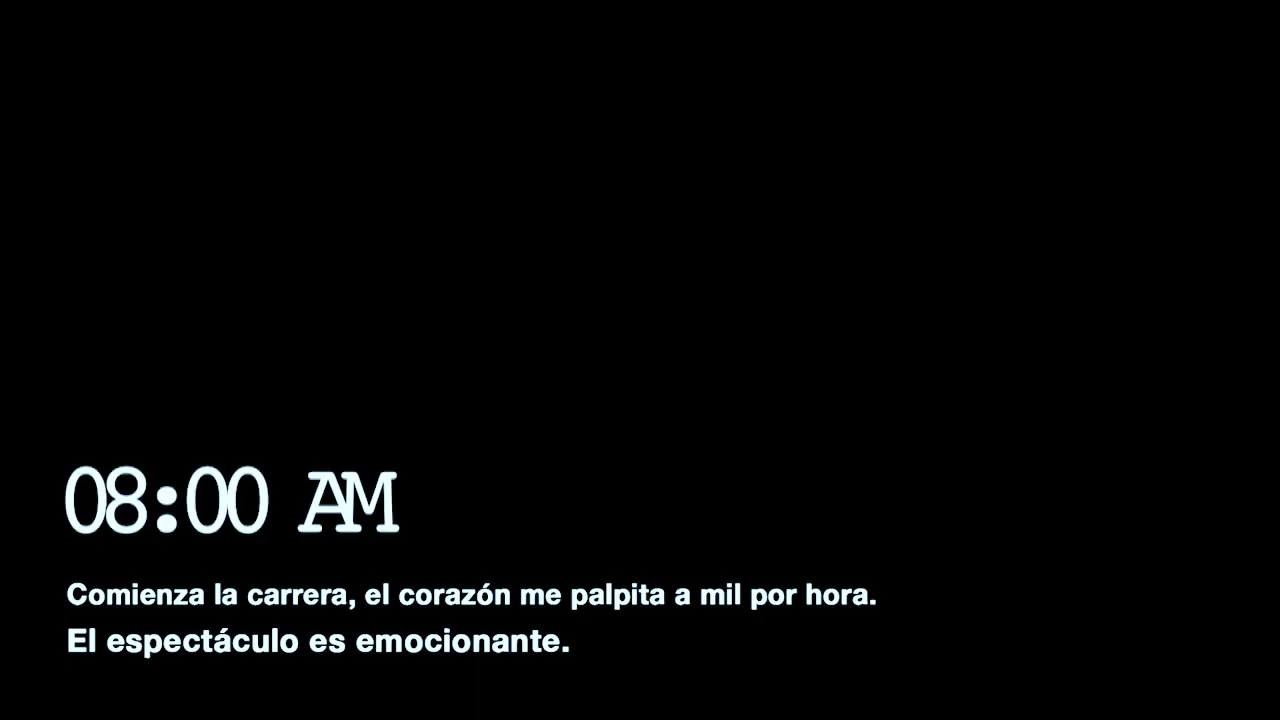 08:00 AM
Comienza la carrera, el corazón me palpita a mil por hora.
El espectáculo es emocionante.